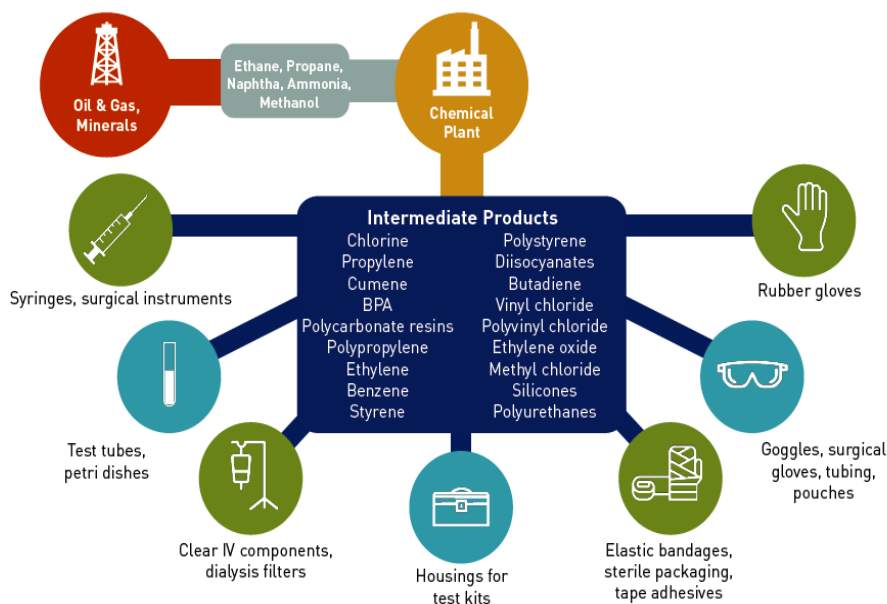 Oil & Gas,
Minerals
Ethane, Propane,
Naphtha, Ammonia,
Methanol
Chemical
Plant
Intermediate Products
Chlorine
Propylene
Cumene
BPA
Polycarbonate resins
Polypropylene
Ethylene
Benzene
Styrene
Polystyrene
Diisocyanates
Butadiene
Vinyl chloride
Polyvinyl chloride
Ethylene oxide
Methyl chloride
Silicones
Polyurethanes
Syringes, surgical instruments
Rubber gloves
Test tubes,
petri dishes
Goggles, surgical
gloves, tubing,
pouches
Clear IV components,
dialysis filters
Housings for
test kits
Elastic bandages,
sterile packaging,
tape adhesives